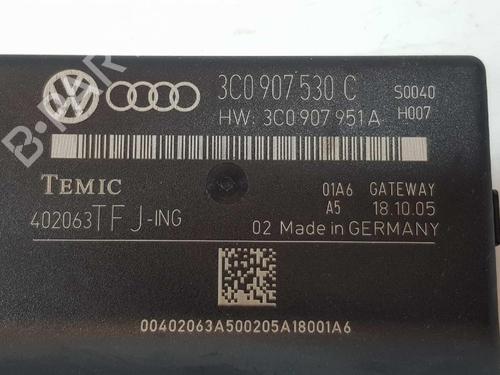 B-PARTS
3C0 907 530 C S0040
HW: 3C0 907 951 A H007
TEMIC 01A6 GATEWAY
402063TFJ-ING A5 18.10.05
02 Made in GERMANY
00402063A500205A18001A6